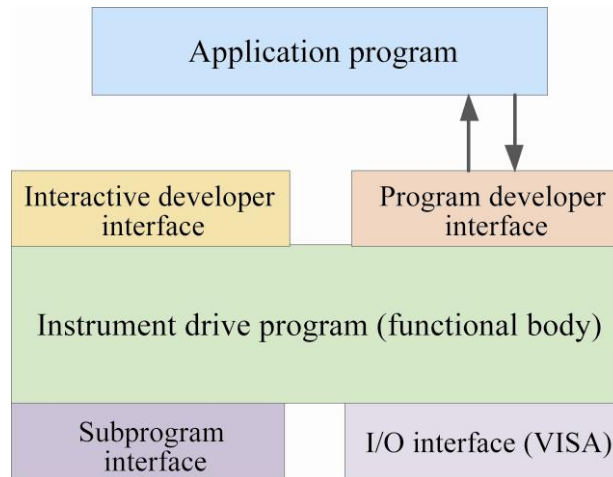 Application program
Interactive developer
interface
Program developer
interface
Instrument drive program (functional body)
Subprogram
interface
I/O interface (VISA)